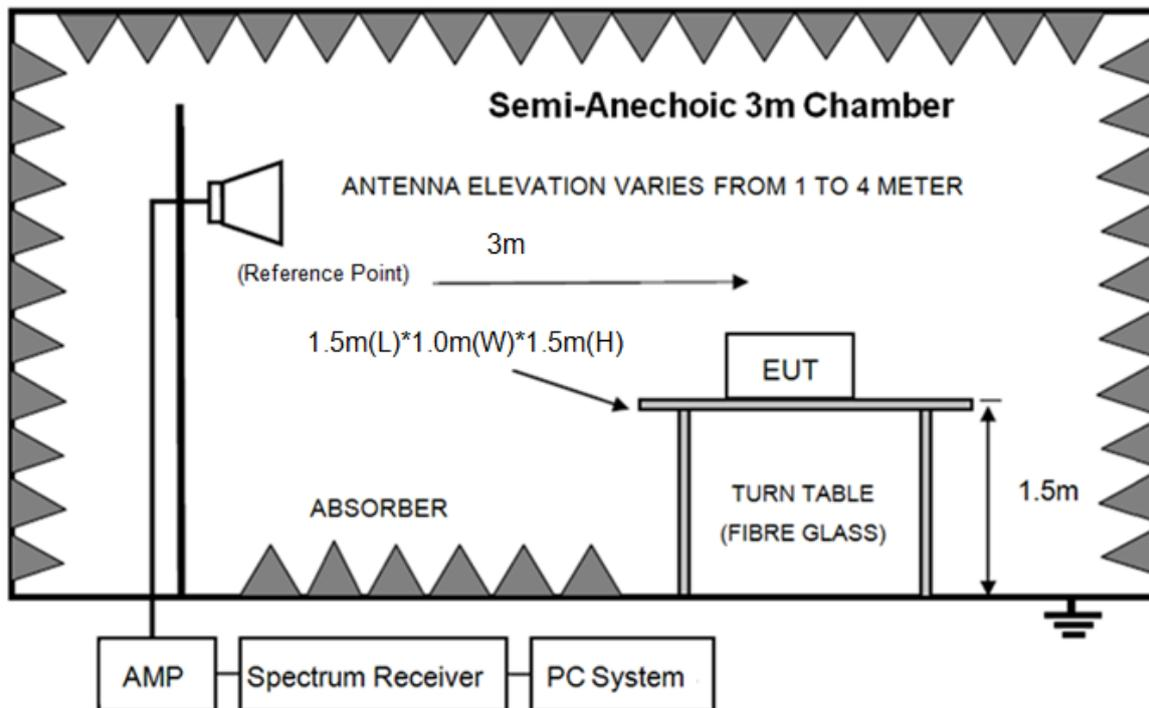 Semi-Anechoic 3m Chamber
ANTENNA ELEVATION VARIES FROM 1 TO 4 METER
3m
(Reference Point)
1.5m(L)*1.0m(W)*1.5m(H)
EUT
TURN TABLE
(FIBRE GLASS)
1.5m
ABSORBER
AMP
Spectrum Receiver
PC System